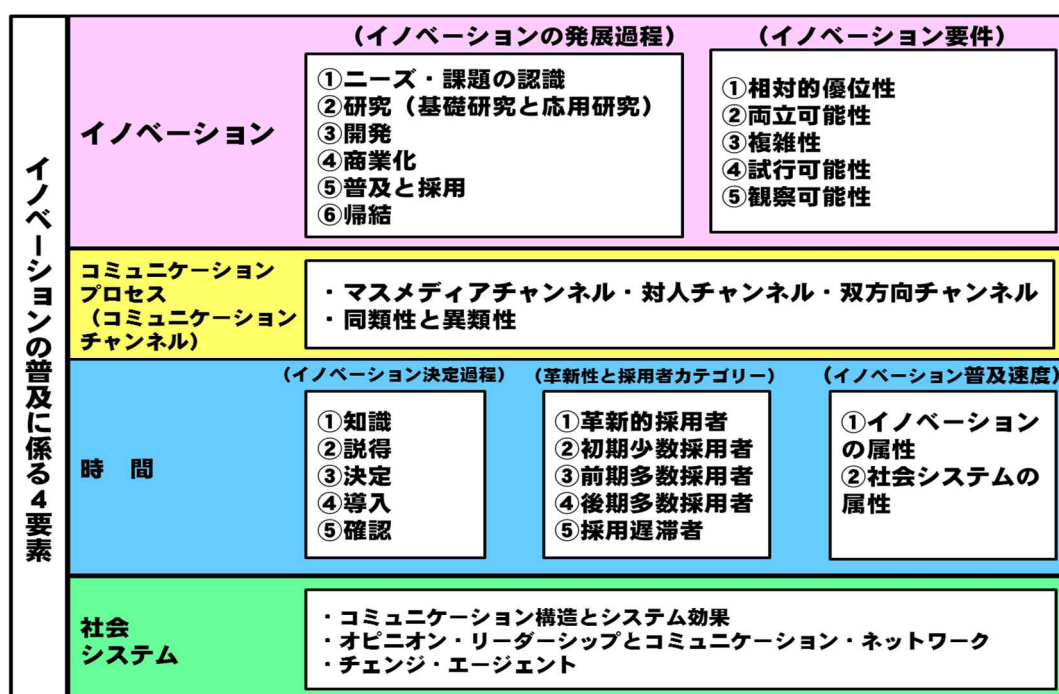 イノベーションの普及に係る4要素
イノベーション
(イノベーションの発展過程)
①ニーズ・課題の認識
②研究（基礎研究と応用研究）
③開発
④商業化
⑤普及と採用
⑥帰結
(イノベーション要件)
①相対的優位性
②両立可能性
③複雑性
④試行可能性
⑤観察可能性
コミュニケーション
プロセス
（コミュニケーション
チャンネル）
・マスメディアチャンネル・対人チャンネル・双方向チャンネル
・同類性と異類性
時　間
(イノベーション決定過程)
①知識
②説得
③決定
④導入
⑤確認
(革新性と採用者カテゴリー)
①革新的採用者
②初期少数採用者
③前期多数採用者
④後期多数採用者
⑤採用遅滞者
(イノベーション普及速度)
①イノベーション
の属性
②社会システムの
属性
社会
システム
・コミュニケーション構造とシステム効果
・オピニオン・リーダーシップとコミュニケーション・ネットワーク
・チェンジ・エージェント